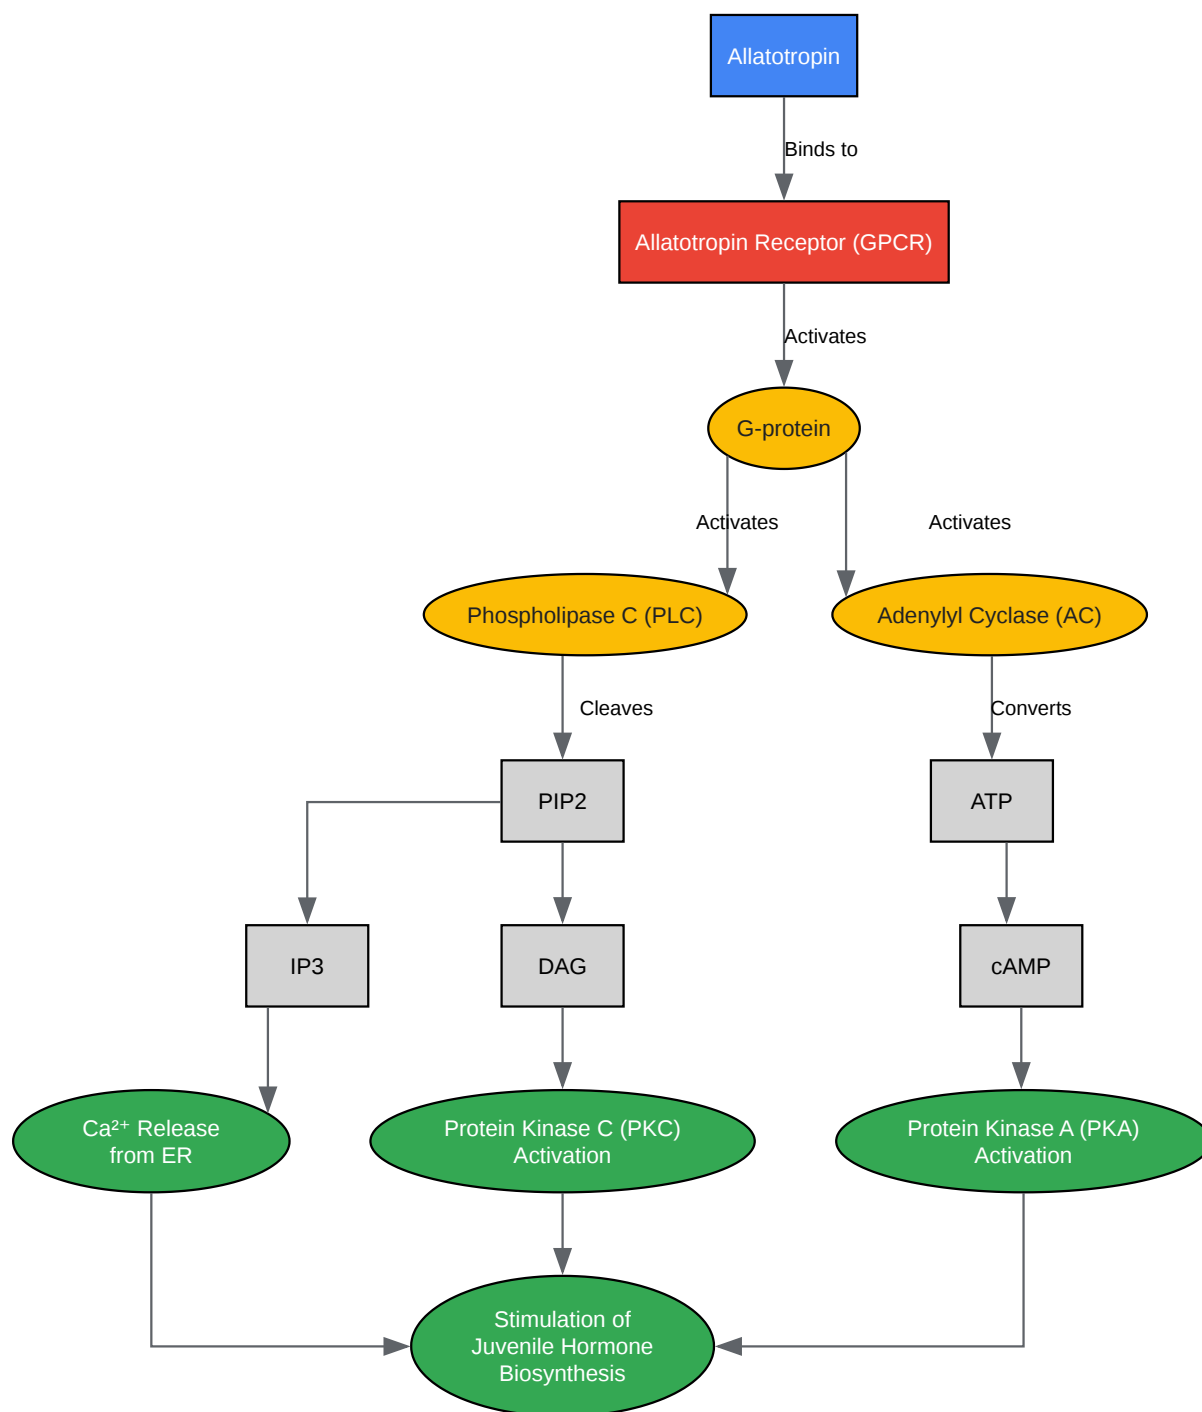 Allatotropin
Binds to
Allatotropin Receptor (GPCR)
Activates
G-protein
Activates
Activates
Phospholipase C (PLC)
Adenylyl Cyclase (AC)
Cleaves
Converts
PIP2
ATP
IP3
DAG
cAMP
Ca²⁺ Release
from ER
Protein Kinase C (PKC)
Activation
Protein Kinase A (PKA)
Activation
Stimulation of
Juvenile Hormone
Biosynthesis